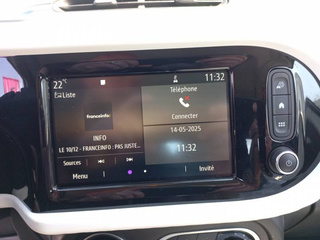 22 °C
11:32
Liste
Téléphone
franceinfo:
Connecter
INFO
14-05-2025
LE 10/12 - FRANCEINFO : PAS JUSTE...
11:32
Sources
Menu
Invité